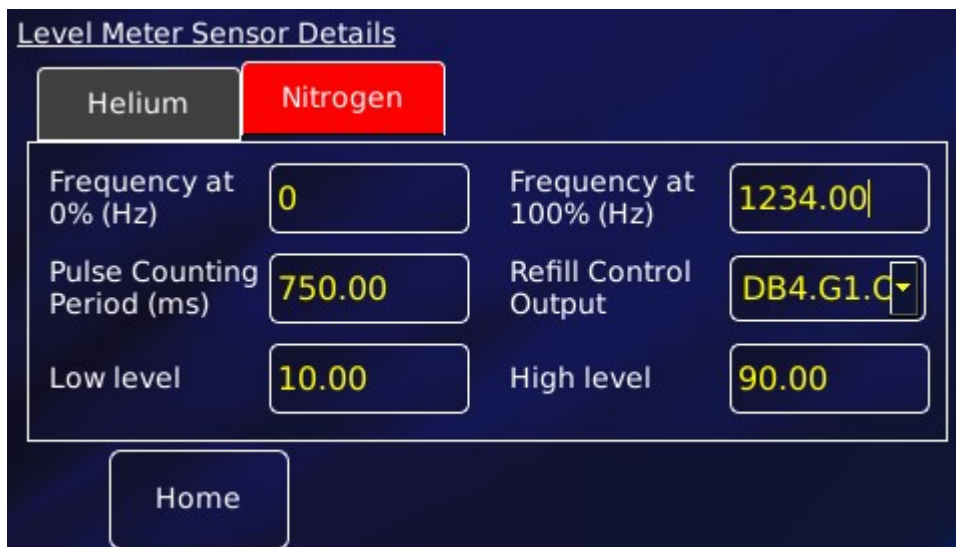 Level Meter Sensor Details
Helium
Nitrogen
Frequency at
0% (Hz)
0
Frequency at
100% (Hz)
1234.00
Pulse Counting
Period (ms)
750.00
Refill Control
Output
DB4.G1.
Low level
10.00
High level
90.00
Home